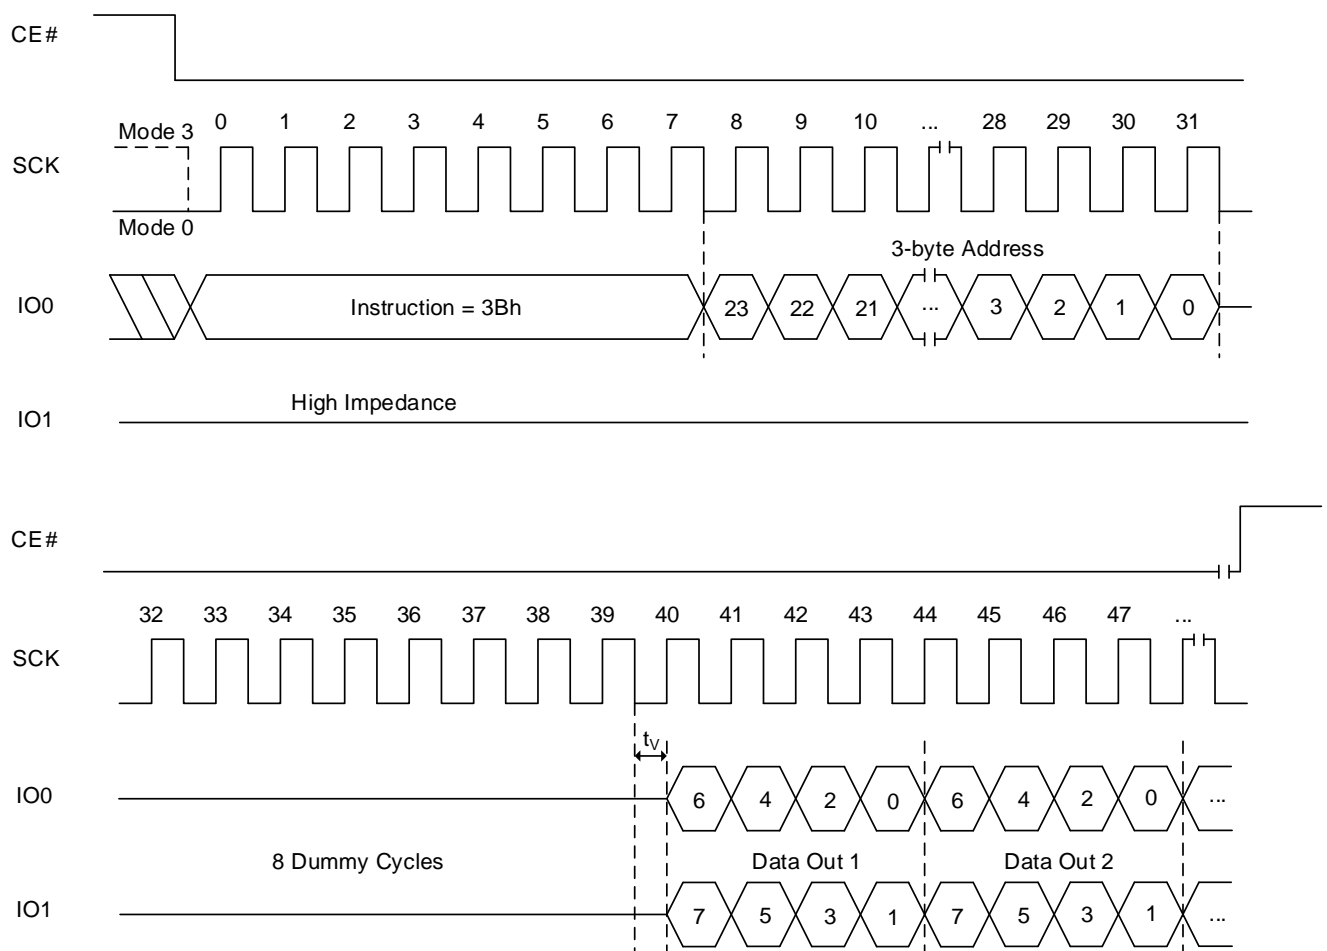 CE#
0 1 2 3 4 5 6 7 8 9 10 ... 28 29 30 31
Mode 3
SCK
Mode 0
3-byte Address
IO0 Instruction = 3Bh 23 22 21 ... 3 2 1 0
High Impedance
IO1
CE#
32 33 34 35 36 37 38 39 40 41 42 43 44 45 46 47 ...
SCK
tV
IO0 6 4 2 0 6 4 2 0 ...
8 Dummy Cycles Data Out 1 Data Out 2
IO1 7 5 3 1 7 5 3 1 ...